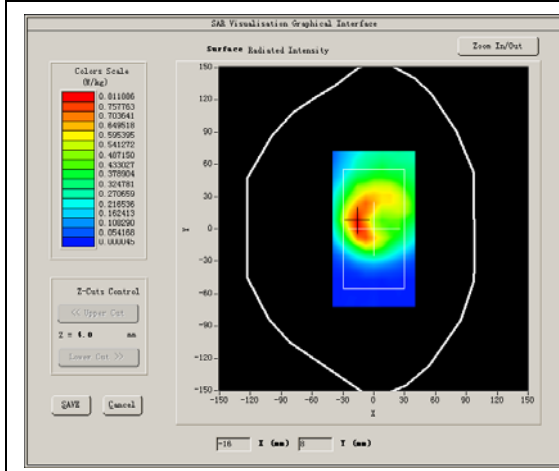 SAR Visualisation Graphical Interface
Surface Radiated Intensity
Zoom In/Out
Colors Scale
(W/kg)
0.811006
0.757763
0.703641
0.649518
0.595395
0.541272
0.487150
0.433027
0.378904
0.324781
0.270659
0.216536
0.162413
0.108290
0.054168
0.000045
Z-Cuts Control
<< Upper Cut
Z = 4.0 mm
Lower Cut >>
SAVE
Cancel
150
120
90
60
30
0
-30
-60
-90
-120
-150
Y
-150 -120 -90 -60 -30 0 30 60 90 120 150
X
-16 X (mm) 8 Y (mm)